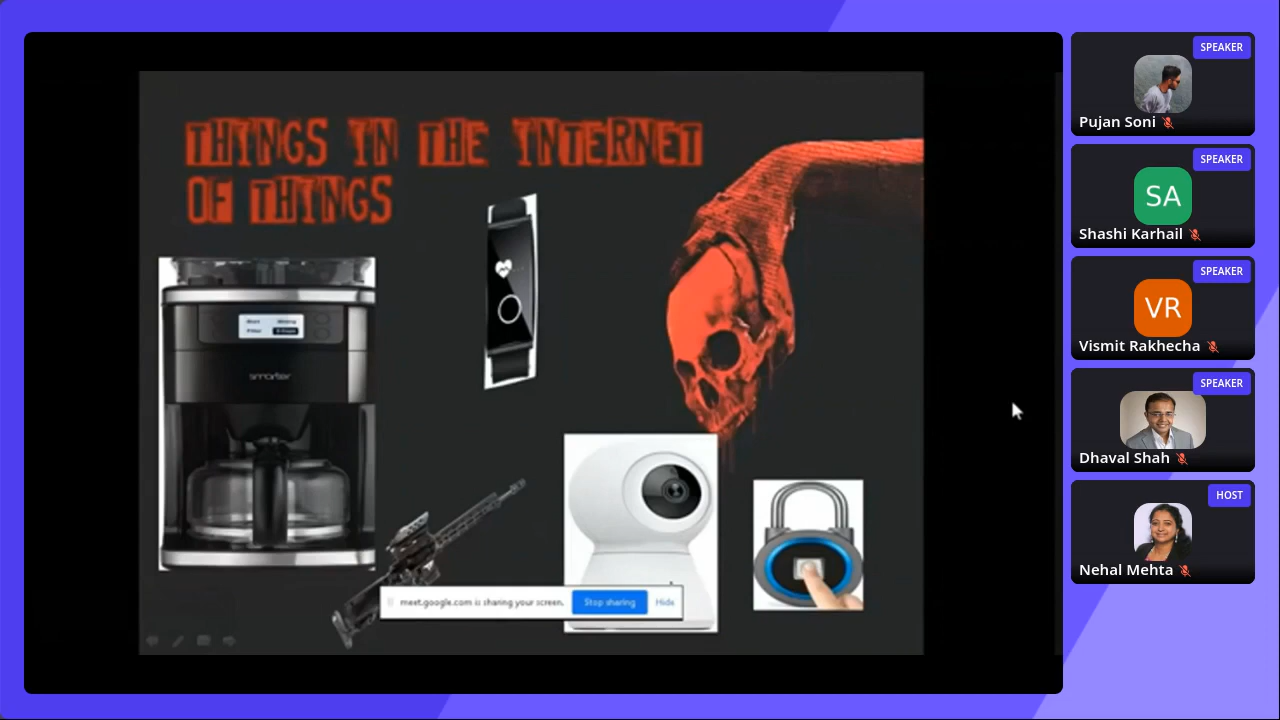 THINGS IN THE INTERNET
OF THINGS
smarter
meet.google.com is sharing your screen.
Stop sharing
Hide
SPEAKER
Pujan Soni
SPEAKER
SA
Shashi Karhail
SPEAKER
VR
Vismit Rakhecha
SPEAKER
Dhaval Shah
HOST
Nehal Mehta